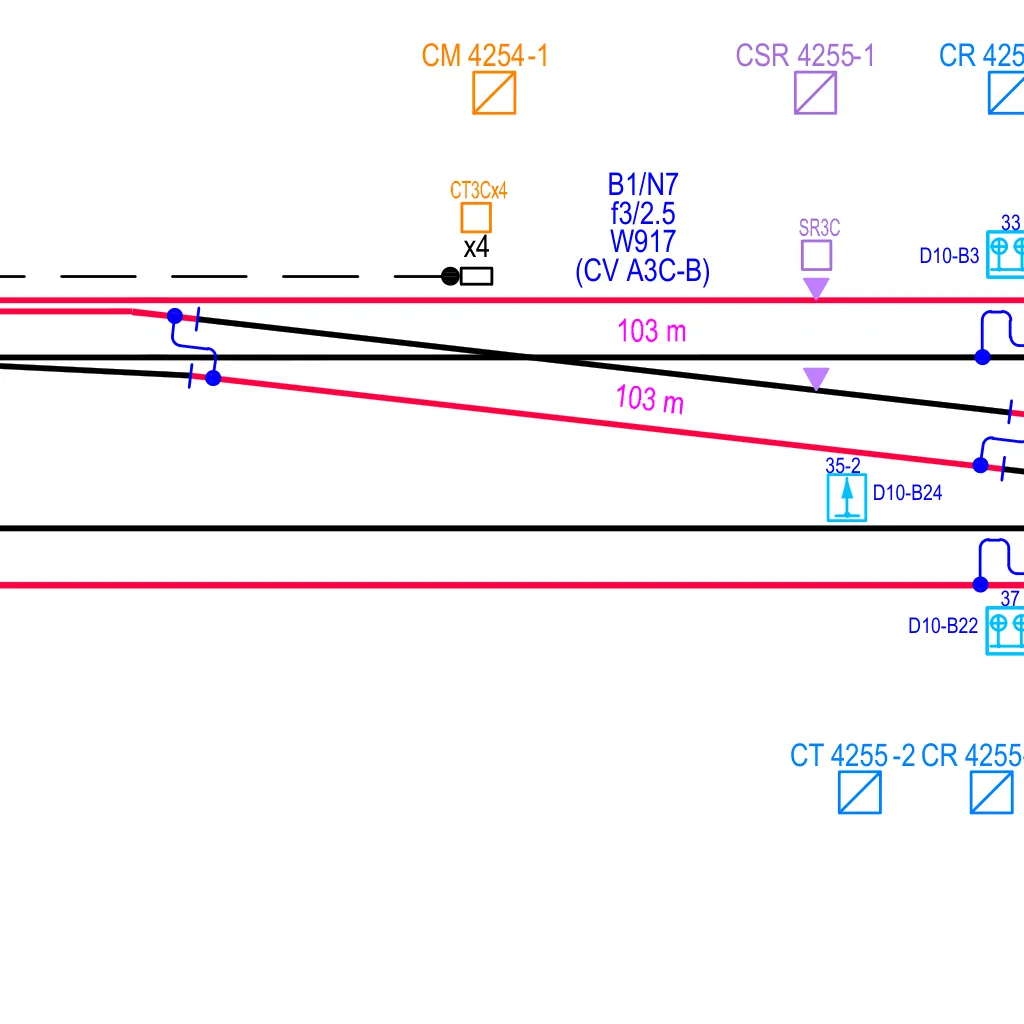 CM 4254-1
CSR 4255-1
CR 425
CT3Cx4
x4
B1/N7
f3/2.5
W917
(CV A3C-B)
SR3C
33
D10-B3
103 m
103 m
35-2
D10-B24
37
D10-B22
CT 4255-2
CR 4255-